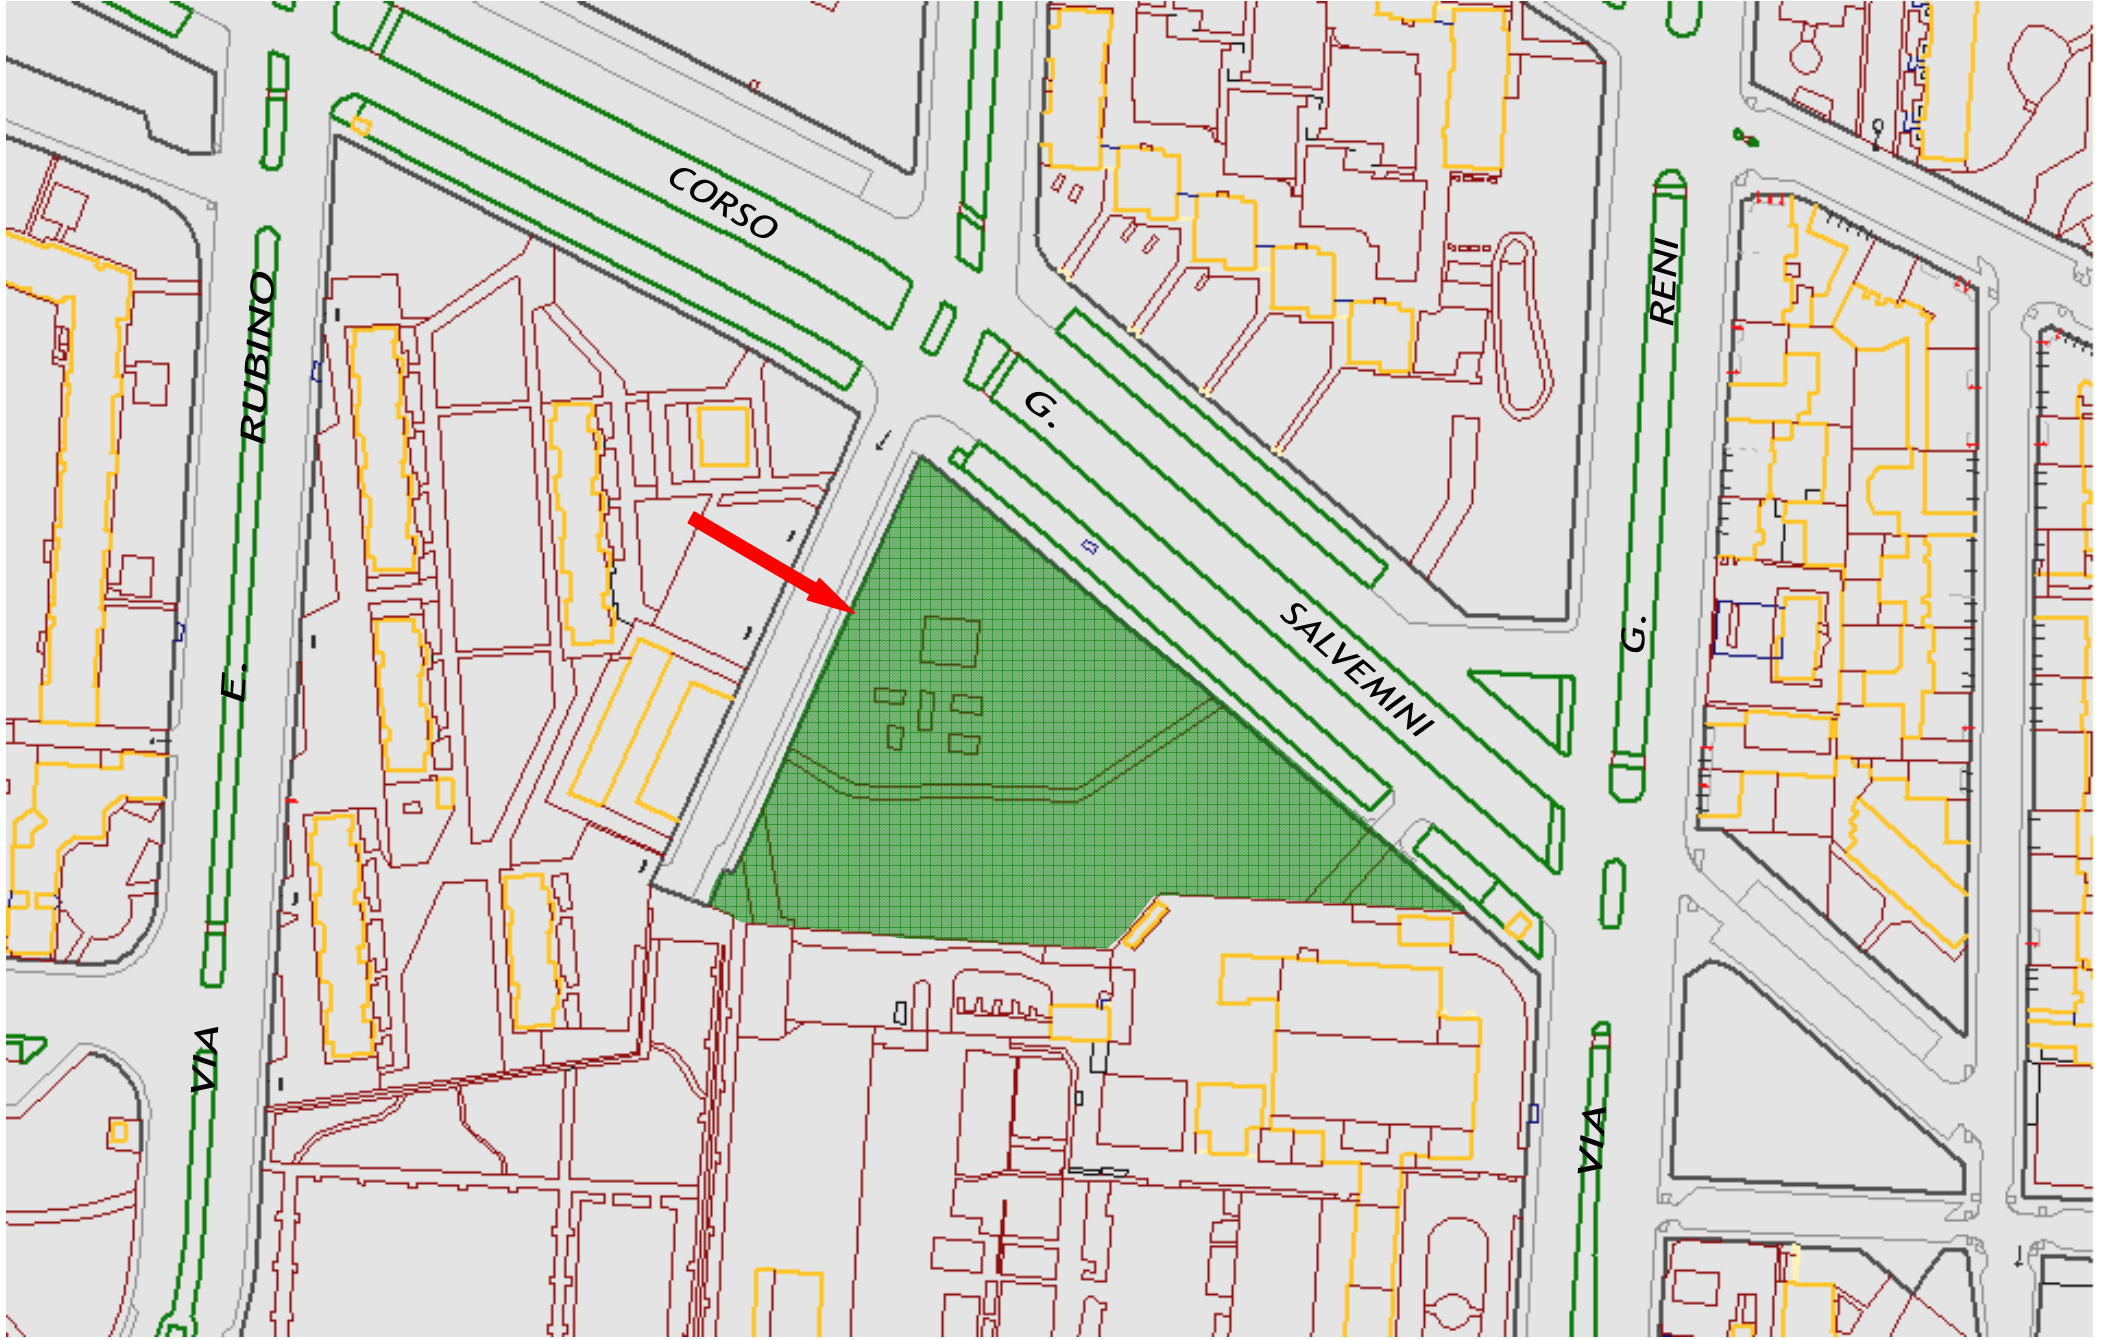 CORSO
G.
SALVEMINI
VIA
E.
RUBINO
VIA
G.
RENI